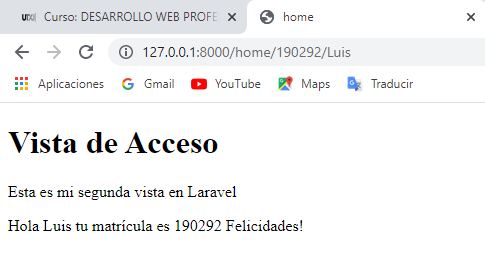 Curso: DESARROLLO WEB PROFE
home
127.0.0.1:8000/home/190292/Luis
Aplicaciones
Gmail
YouTube
Maps
Traducir
Vista de Acceso
Esta es mi segunda vista en Laravel
Hola Luis tu matrícula es 190292 Felicidades!